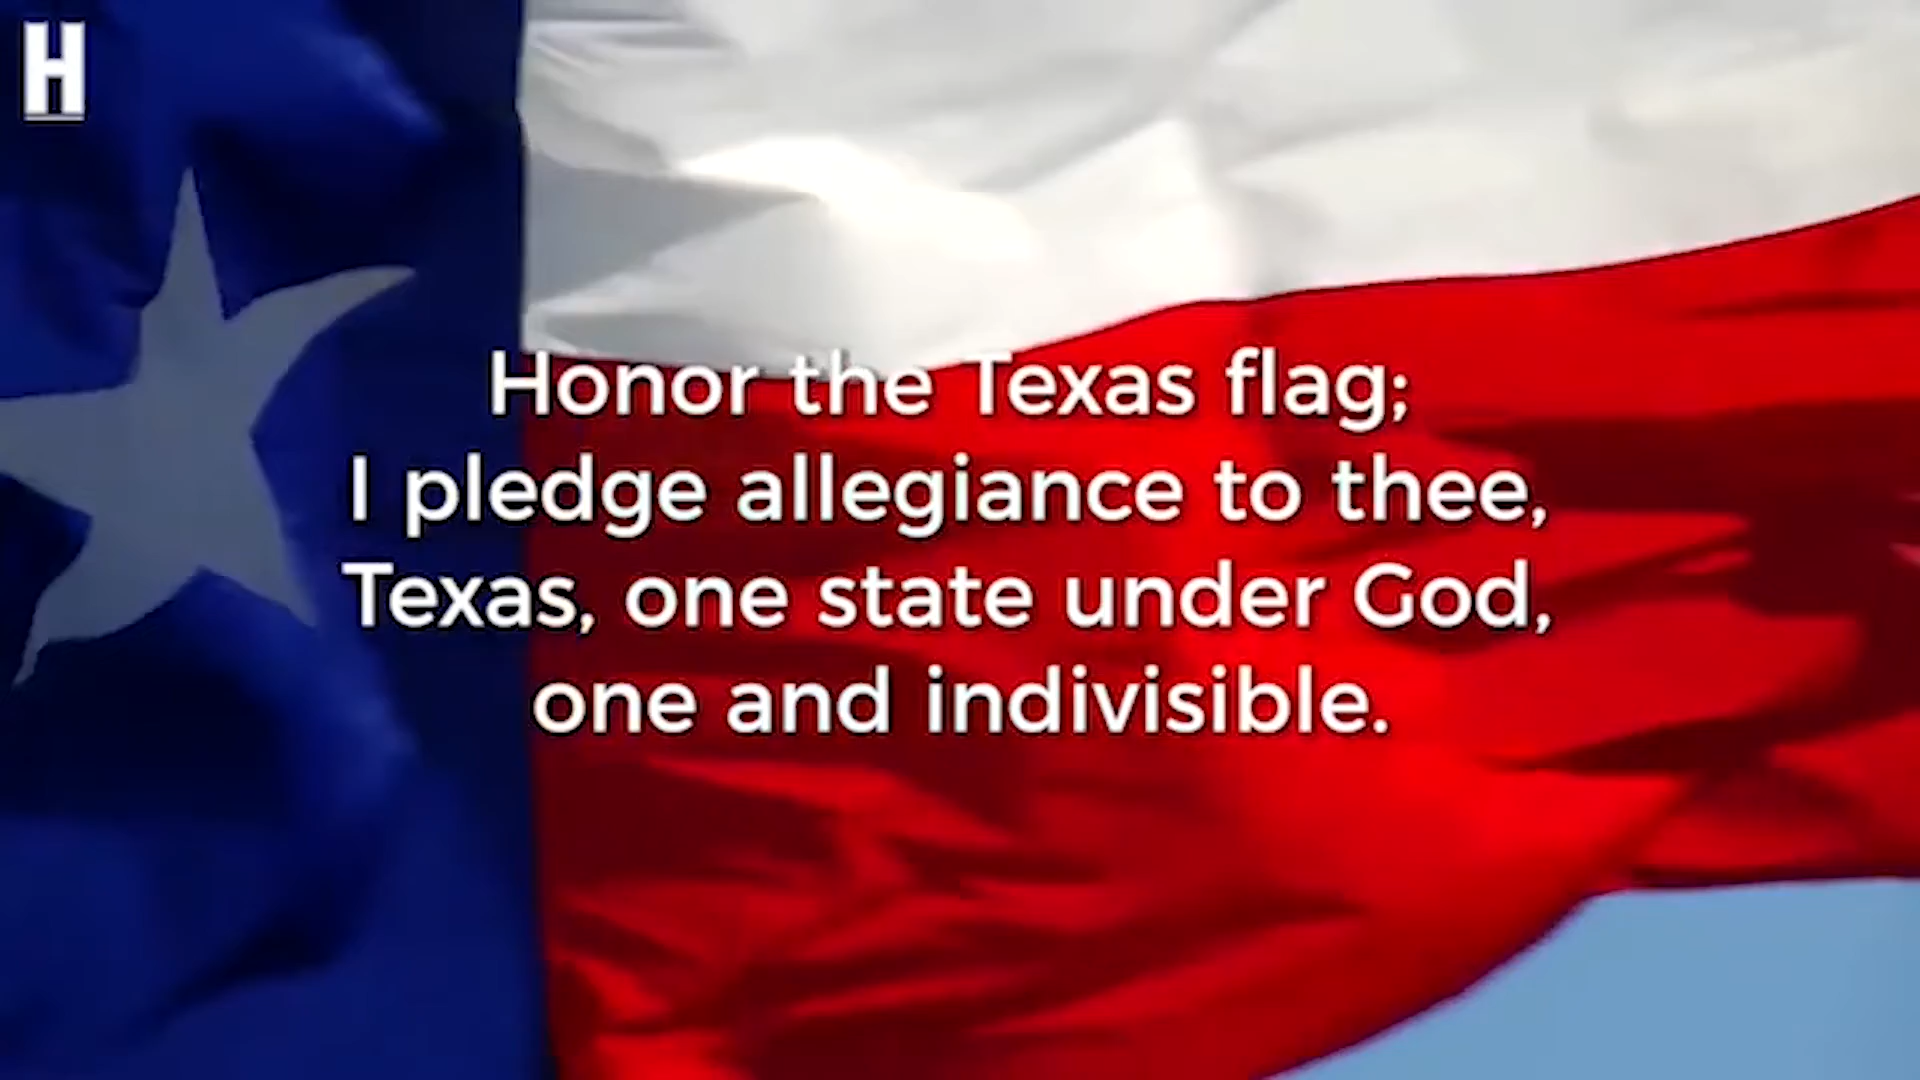 H
Honor the Texas flag;
I pledge allegiance to thee,
Texas, one state under God,
one and indivisible.